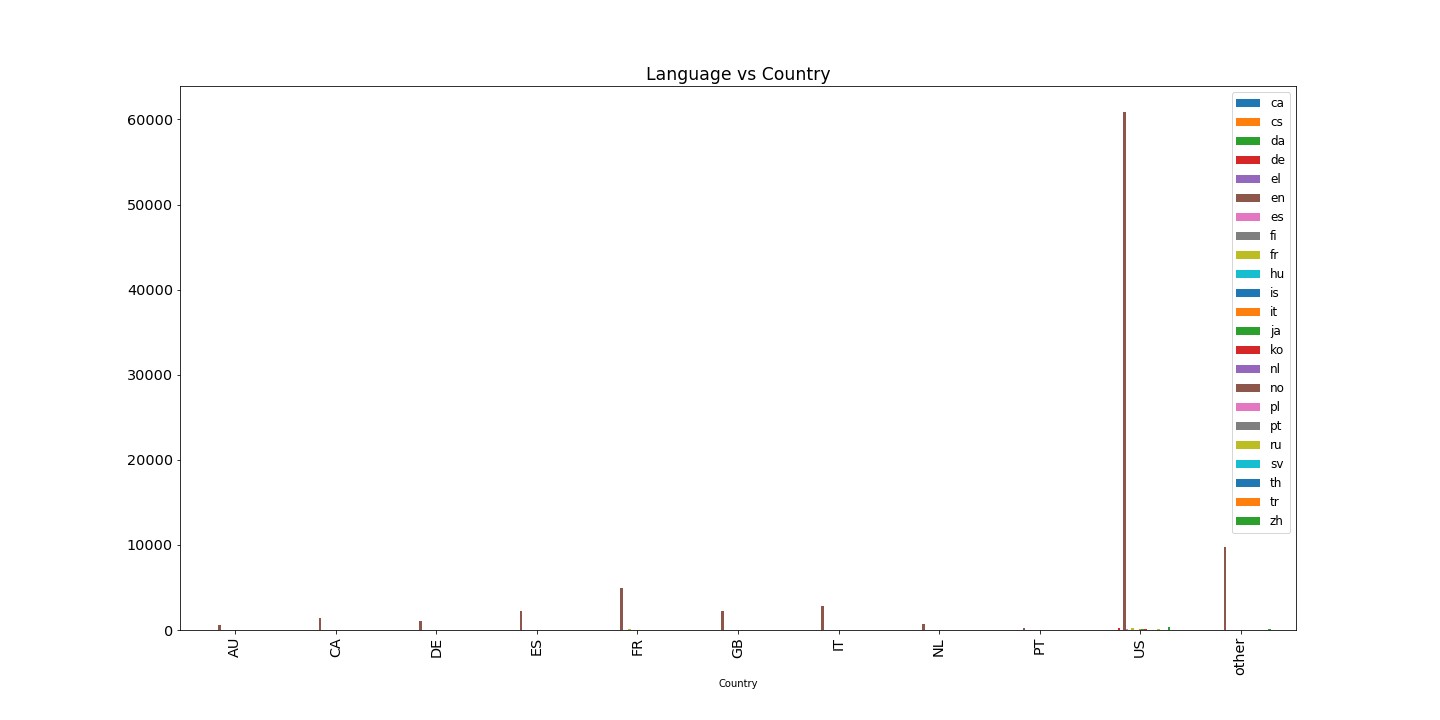 Language vs Country
60000
50000
40000
30000
20000
10000
0
ca
cs
da
de
el
en
es
fi
fr
hu
is
it
ja
ko
nl
no
pl
pt
ru
sv
th
tr
zh
AU CA DE ES FR GB IT NL PT US other
Country